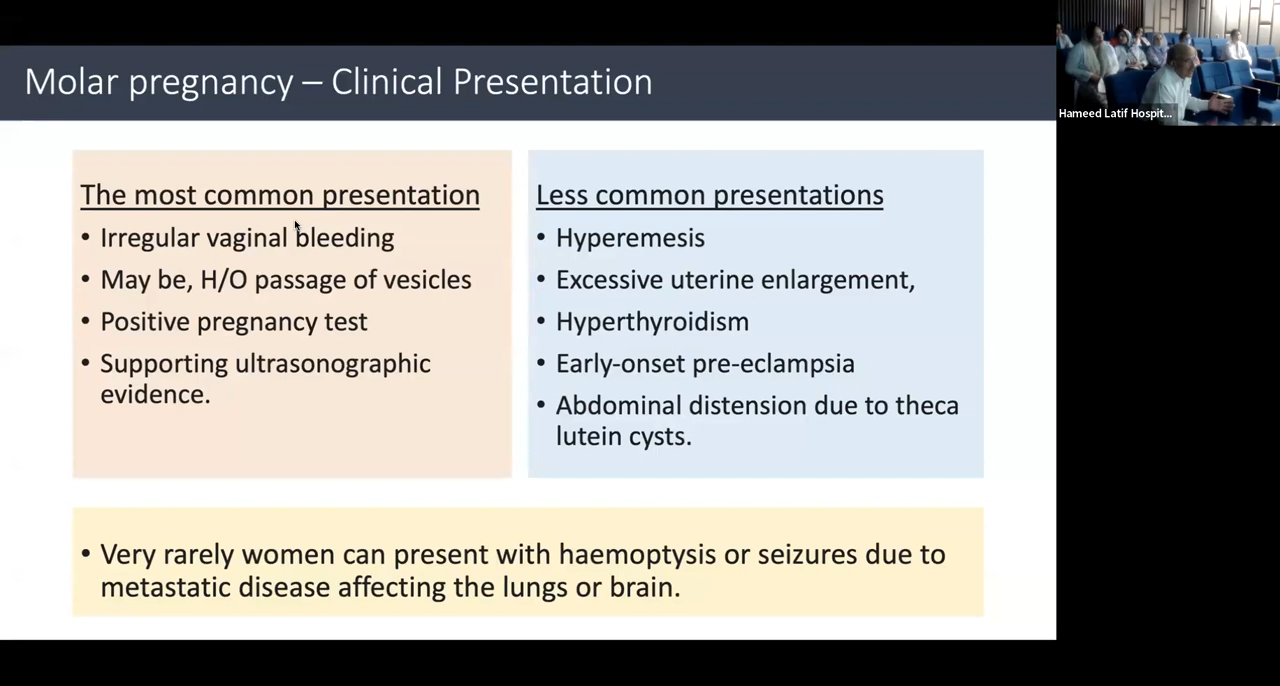 Molar pregnancy – Clinical Presentation
The most common presentation
• Irregular vaginal bleeding
• May be, H/O passage of vesicles
• Positive pregnancy test
• Supporting ultrasonographic
evidence.
Less common presentations
• Hyperemesis
• Excessive uterine enlargement,
• Hyperthyroidism
• Early-onset pre-eclampsia
• Abdominal distension due to theca
lutein cysts.
• Very rarely women can present with haemoptysis or seizures due to
metastatic disease affecting the lungs or brain.
Hameed Latif Hospit...